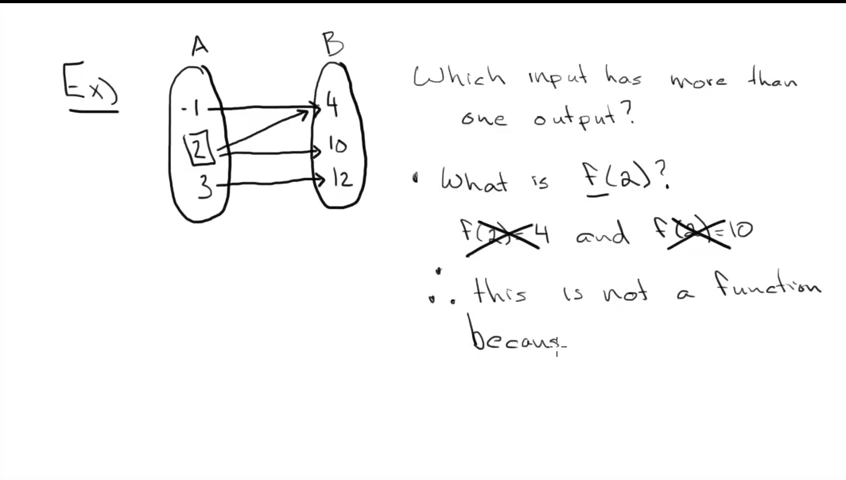 Ex)
A B
-1 4
2 10
3 12
Which input has more than
one output?
• What is f(2)?
f(2)=4 and f(2)=10
∴ this is not a function
becaus